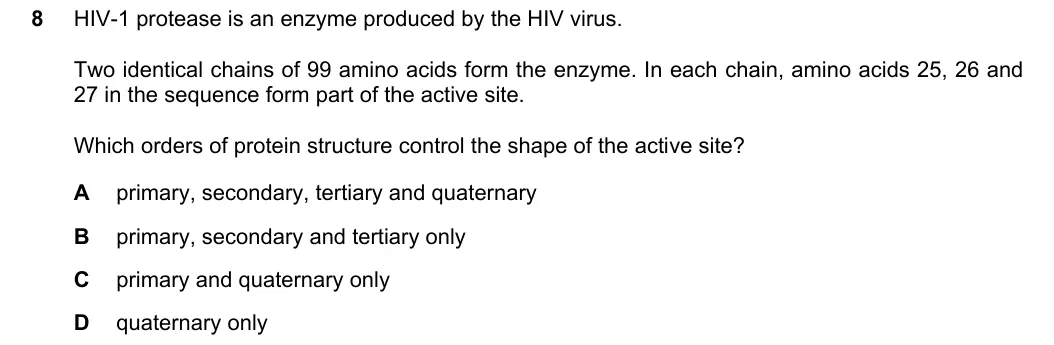 8 HIV-1 protease is an enzyme produced by the HIV virus.
Two identical chains of 99 amino acids form the enzyme. In each chain, amino acids 25, 26 and
27 in the sequence form part of the active site.
Which orders of protein structure control the shape of the active site?
A primary, secondary, tertiary and quaternary
B primary, secondary and tertiary only
C primary and quaternary only
D quaternary only